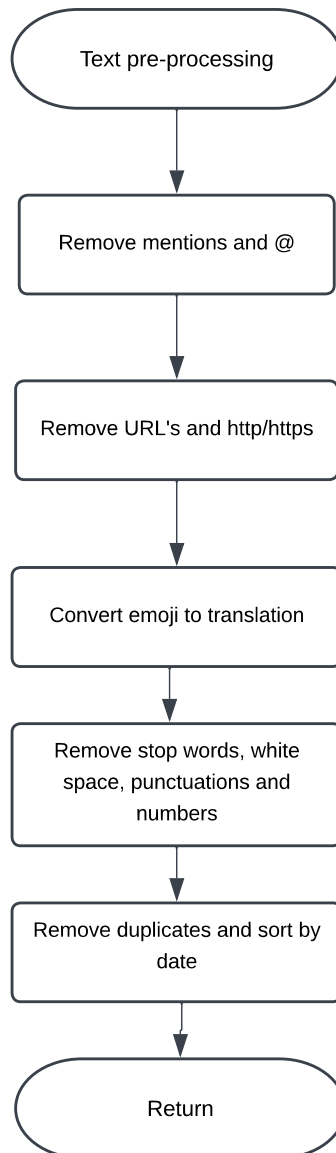 Text pre-processing
Remove mentions and @
Remove URL's and http/https
Convert emoji to translation
Remove stop words, white
space, punctuations and
numbers
Remove duplicates and sort by
date
Return